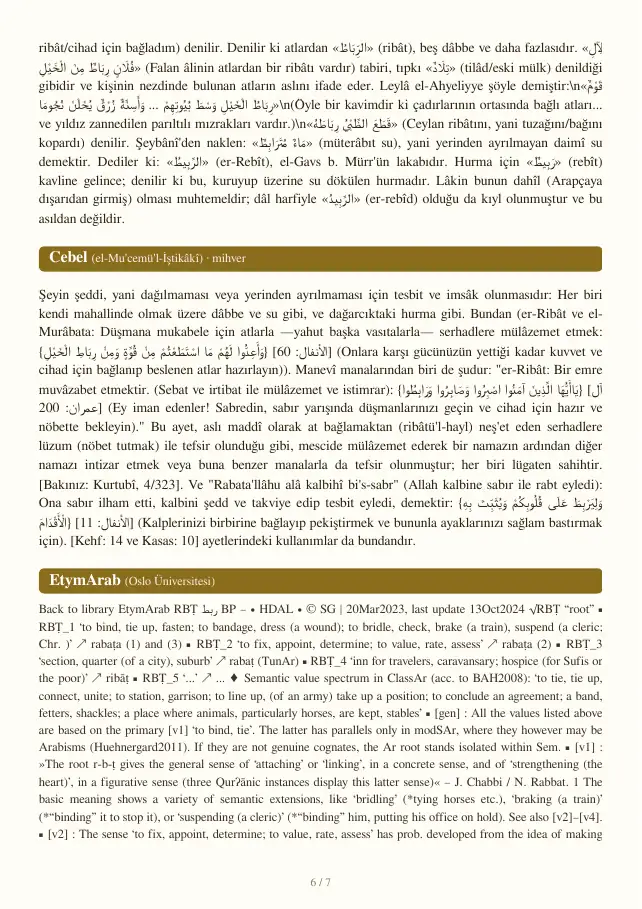 ribât/cihad için bağladım) denilir. Denilir ki atlardan «الرِّبَاطُ» (ribât), beş dâbbe ve daha fazlasıdır. «لِآلِ
فُلَانٍ رِبَاطٌ مِنَ الْخَيْلِ» (Falan âlinin atlardan bir ribâtı vardır) tabiri, tıpkı «تِلَادٌ» (tilâd/eski mülk) denildiği
gibidir ve kişinin nezdinde bulunan atların aslını ifade eder. Leylâ el-Ahyeliyye şöyle demiştir:\n«قَوْمٌ
رِبَاطُ الْخَيْلِ وَسْطَ بُيُوتِهِمْ ... وَأَسِنَّةٌ زُرْقٌ يُخَلْنَ نُجُومَا»\n(Öyle bir kavimdir ki çadırlarının ortasında bağlı atları...
ve yıldız zannedilen parıltılı mızrakları vardır.)\n«قَطَعَ الظَّبْيُ رِبَاطَهُ» (Ceylan ribâtını, yani tuzağını/bağını
kopardı) denilir. Şeybânî'den naklen: «مَاءٌ مُتَرَابِطٌ» (müterâbıt su), yani yerinden ayrılmayan daimî su
demektir. Dediler ki: «الرَّبِيطُ» (er-Rebît), el-Gavs b. Mürr'ün lakabıdır. Hurma için «رَبِيطٌ» (rebît)
kavline gelince; denilir ki bu, kuruyup üzerine su dökülen hurmadır. Lâkin bunun dahîl (Arapçaya
dışarıdan girmiş) olması muhtemeldir; dâl harfiyle «الرَّبِيدُ» (er-rebîd) olduğu da kıyl olunmuştur ve bu
asıldan değildir.
Cebel (el-Mu'cemü'l-İştikâkî) · mihver
Şeyin şeddi, yani dağılmaması veya yerinden ayrılmaması için tesbit ve imsâk olunmasıdır: Her biri
kendi mahallinde olmak üzere dâbbe ve su gibi, ve dağarcıktaki hurma gibi. Bundan (er-Ribât ve el-
Murâbata: Düşmana mukabele için atlarla —yahut başka vasıtalarla— serhadlere mülâzemet etmek:
{وَأَعِدُّوا لَهُمْ مَا اسْتَطَعْتُمْ مِنْ قُوَّةٍ وَمِنْ رِبَاطِ الْخَيْلِ} [الأنفال: 60] (Onlara karşı gücünüzün yettiği kadar kuvvet ve
cihad için bağlanıp beslenen atlar hazırlayın)). Manevî manalarından biri de şudur: "er-Ribât: Bir emre
muvâzabet etmektir. (Sebat ve irtibat ile mülâzemet ve istimrar): {يَاأَيُّهَا الَّذِينَ آمَنُوا اصْبِرُوا وَصَابِرُوا وَرَابِطُوا} [آل
عمران: 200] (Ey iman edenler! Sabredin, sabır yarışında düşmanlarınızı geçin ve cihad için hazır ve
nöbette bekleyin)." Bu ayet, aslı maddî olarak at bağlamaktan (ribâtü'l-hayl) neş'et eden serhadlere
lüzum (nöbet tutmak) ile tefsir olunduğu gibi, mescide mülâzemet ederek bir namazın ardından diğer
namazı intizar etmek veya buna benzer manalarla da tefsir olunmuştur; her biri lügaten sahihtir.
[Bakınız: Kurtubî, 4/323]. Ve "Rabata'llâhu alâ kalbihî bi's-sabr" (Allah kalbine sabır ile rabt eyledi):
Ona sabır ilham etti, kalbini şedd ve takviye edip tesbit eyledi, demektir: {وَلِيَرْبِطَ عَلَى قُلُوبِكُمْ وَيُثَبِّتَ بِهِ
الْأَقْدَامَ} [الأنفال: 11] (Kalplerinizi birbirine bağlayıp pekiştirmek ve bununla ayaklarınızı sağlam bastırmak
için). [Kehf: 14 ve Kasas: 10] ayetlerindeki kullanımlar da bundandır.
EtymArab (Oslo Üniversitesi)
Back to library EtymArab RBṬ ربط BP – • HDAL • © SG | 20Mar2023, last update 13Oct2024 √RBṬ “root” ▪
RBṬ_1 ‘to bind, tie up, fasten; to bandage, dress (a wound); to bridle, check, brake (a train), suspend (a cleric;
Chr. )’ ↗ rabaṭa (1) and (3) ▪ RBṬ_2 ‘to fix, appoint, determine; to value, rate, assess’ ↗ rabaṭa (2) ▪ RBṬ_3
‘section, quarter (of a city), suburb’ ↗ rabaṭ (TunAr) ▪ RBṬ_4 ‘inn for travelers, caravansary; hospice (for Sufis or
the poor)’ ↗ ribāṭ ▪ RBṬ_5 ‘...’ ↗ ... ♦ Semantic value spectrum in ClassAr (acc. to BAH2008): ‘to tie, tie up,
connect, unite; to station, garrison; to line up, (of an army) take up a position; to conclude an agreement; a band,
fetters, shackles; a place where animals, particularly horses, are kept, stables’ ▪ [gen] : All the values listed above
are based on the primary [v1] ‘to bind, tie’. The latter has parallels only in modSAr, where they however may be
Arabisms (Huehnergard2011). If they are not genuine cognates, the Ar root stands isolated within Sem. ▪ [v1] :
»The root r-b-ṭ gives the general sense of ‘attaching’ or ‘linking’, in a concrete sense, and of ‘strengthening (the
heart)’, in a figurative sense (three Qurʔānic instances display this latter sense)« – J. Chabbi / N. Rabbat. 1 The
basic meaning shows a variety of semantic extensions, like ‘bridling’ (*tying horses etc.), ‘braking (a train)’
(*“binding” it to stop it), or ‘suspending (a cleric)’ (*“binding” him, putting his office on hold). See also [v2]–[v4].
▪ [v2] : The sense ‘to fix, appoint, determine; to value, rate, assess’ has prob. developed from the idea of making
6 / 7